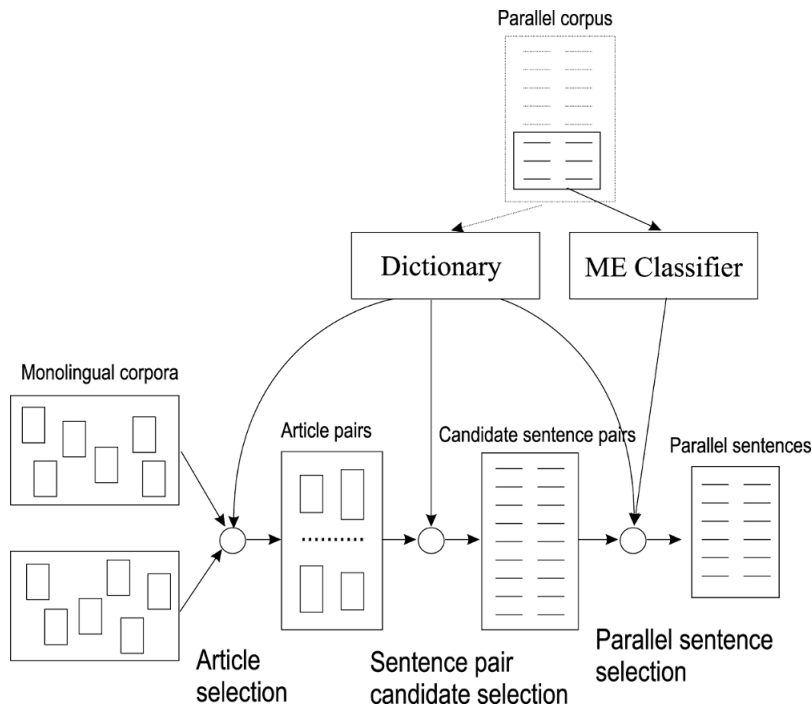 Parallel corpus
Dictionary
ME Classifier
Monolingual corpora
Article pairs
Candidate sentence pairs
Parallel sentences
Article
selection
Sentence pair
candidate selection
Parallel sentence
selection